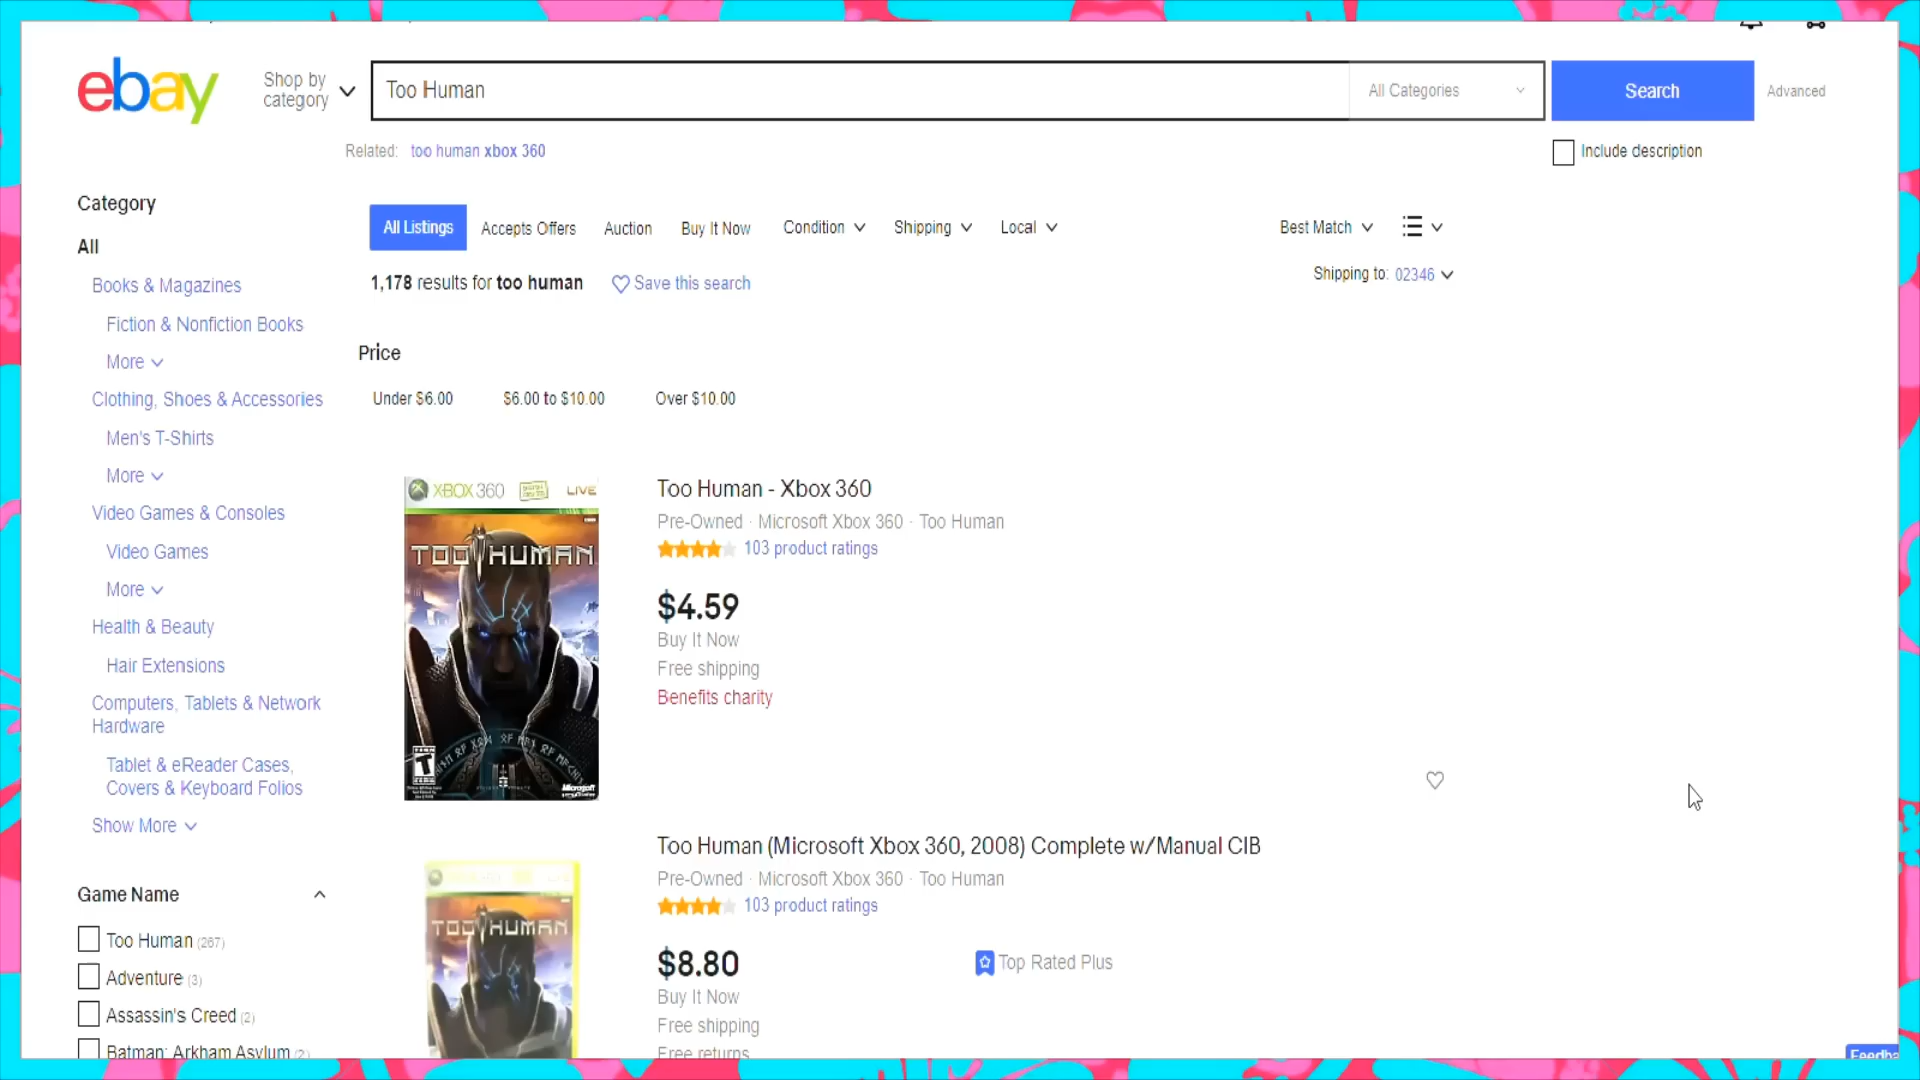 ebay
Shop by
category
Too Human
All Categories
Search
Advanced
Related: too human xbox 360
Include description
Category
All
Books & Magazines
Fiction & Nonfiction Books
More
Clothing, Shoes & Accessories
Men's T-Shirts
More
Video Games & Consoles
Video Games
More
Health & Beauty
Hair Extensions
Computers, Tablets & Network
Hardware
Tablet & eReader Cases,
Covers & Keyboard Folios
Show More
Game Name
Too Human (267)
Adventure (3)
Assassin's Creed (2)
Batman: Arkham Asylum (2)
All Listings Accepts Offers Auction Buy It Now Condition Shipping Local
Best Match
1,178 results for too human Save this search
Shipping to: 02346
Price
Under $6.00 $6.00 to $10.00 Over $10.00
XBOX 360 LIVE
TOO HUMAN
T
Microsoft
Too Human - Xbox 360
Pre-Owned · Microsoft Xbox 360 · Too Human
103 product ratings
$4.59
Buy It Now
Free shipping
Benefits charity
TOO HUMAN
Too Human (Microsoft Xbox 360, 2008) Complete w/Manual CIB
Pre-Owned · Microsoft Xbox 360 · Too Human
103 product ratings
$8.80
Top Rated Plus
Buy It Now
Free shipping
Free returns
Feedba